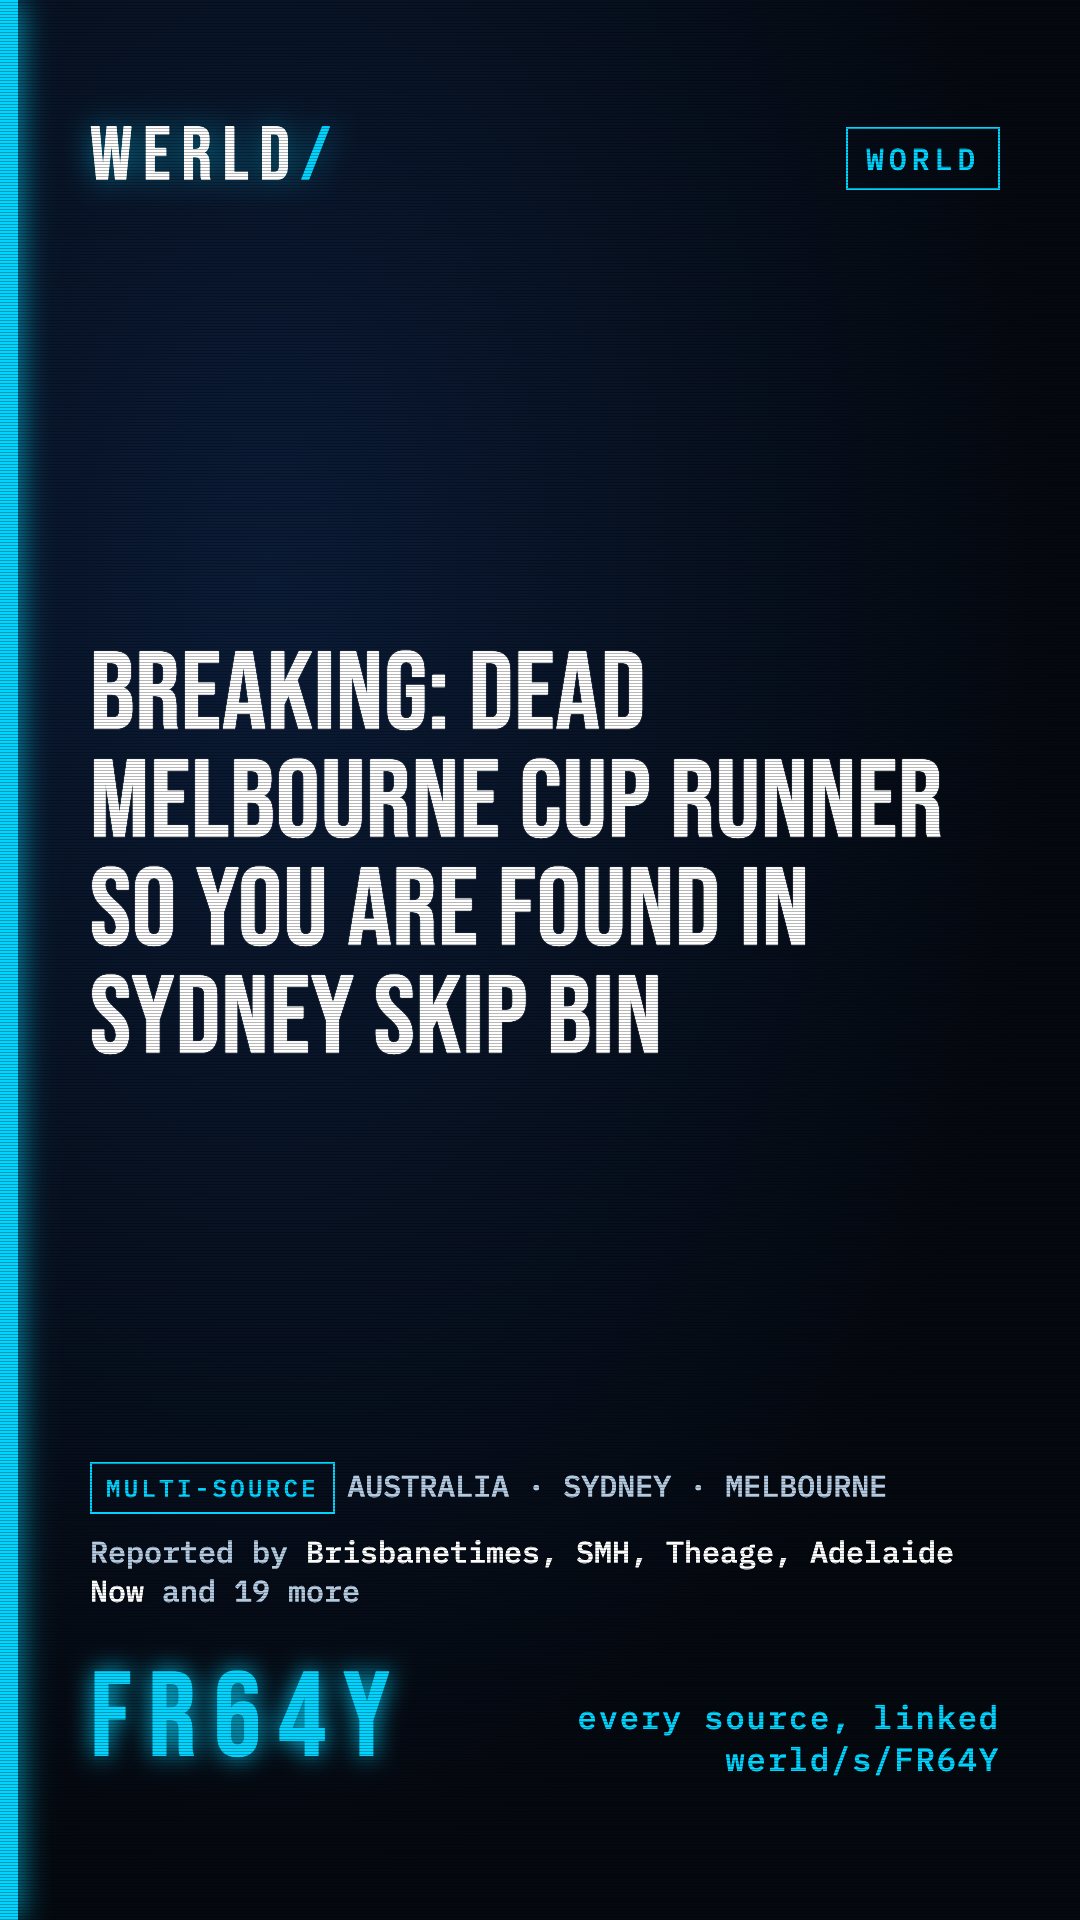 WERLD/
WORLD
BREAKING: DEAD
MELBOURNE CUP RUNNER
SO YOU ARE FOUND IN
SYDNEY SKIP BIN
MULTI-SOURCE AUSTRALIA · SYDNEY · MELBOURNE
Reported by Brisbanetimes, SMH, Theage, Adelaide
Now and 19 more
FR64Y
every source, linked
werld/s/FR64Y